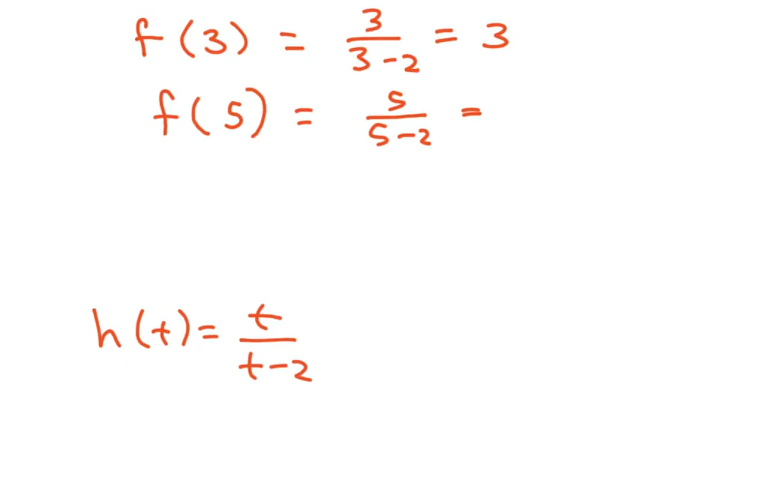 f(3) = 3/(3-2) = 3
f(5) = 5/(5-2) =
h(t) = t/(t-2)